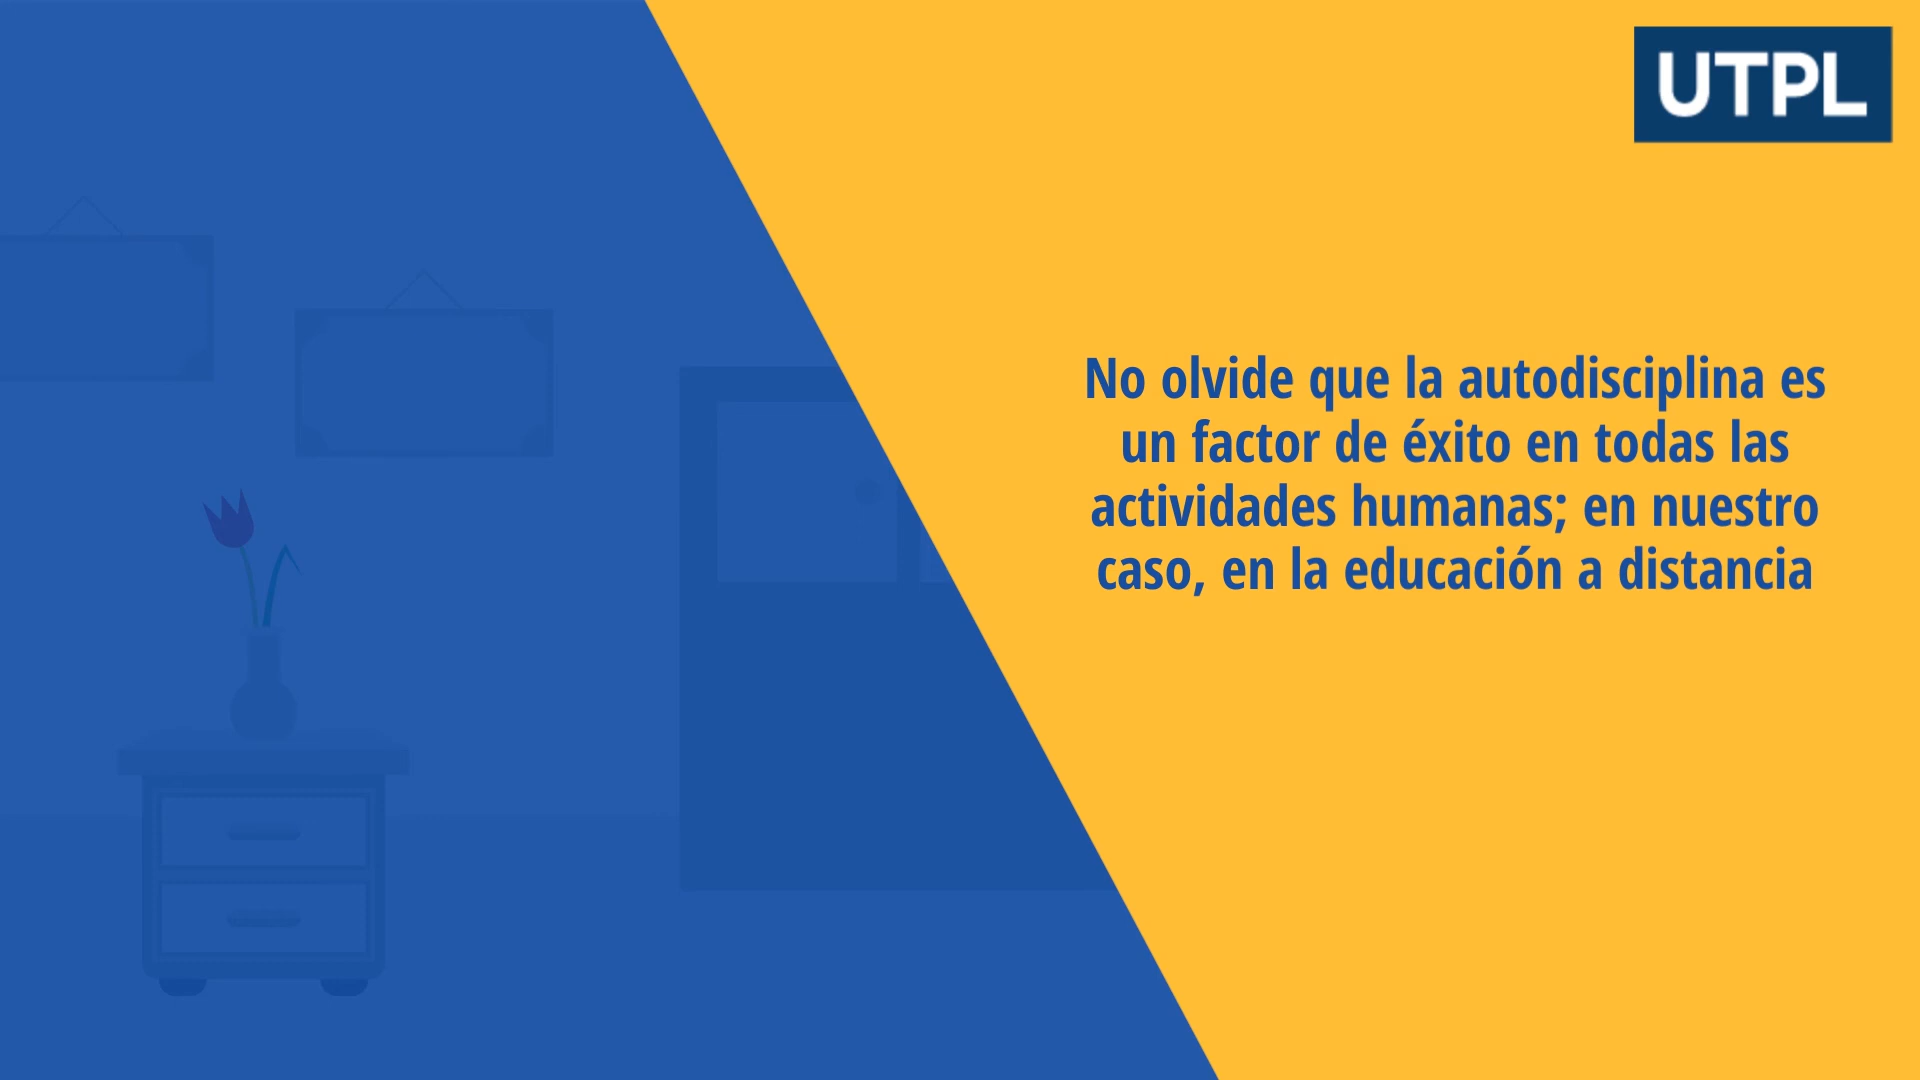 UTPL
No olvide que la autodisciplina es
un factor de éxito en todas las
actividades humanas; en nuestro
caso, en la educación a distancia